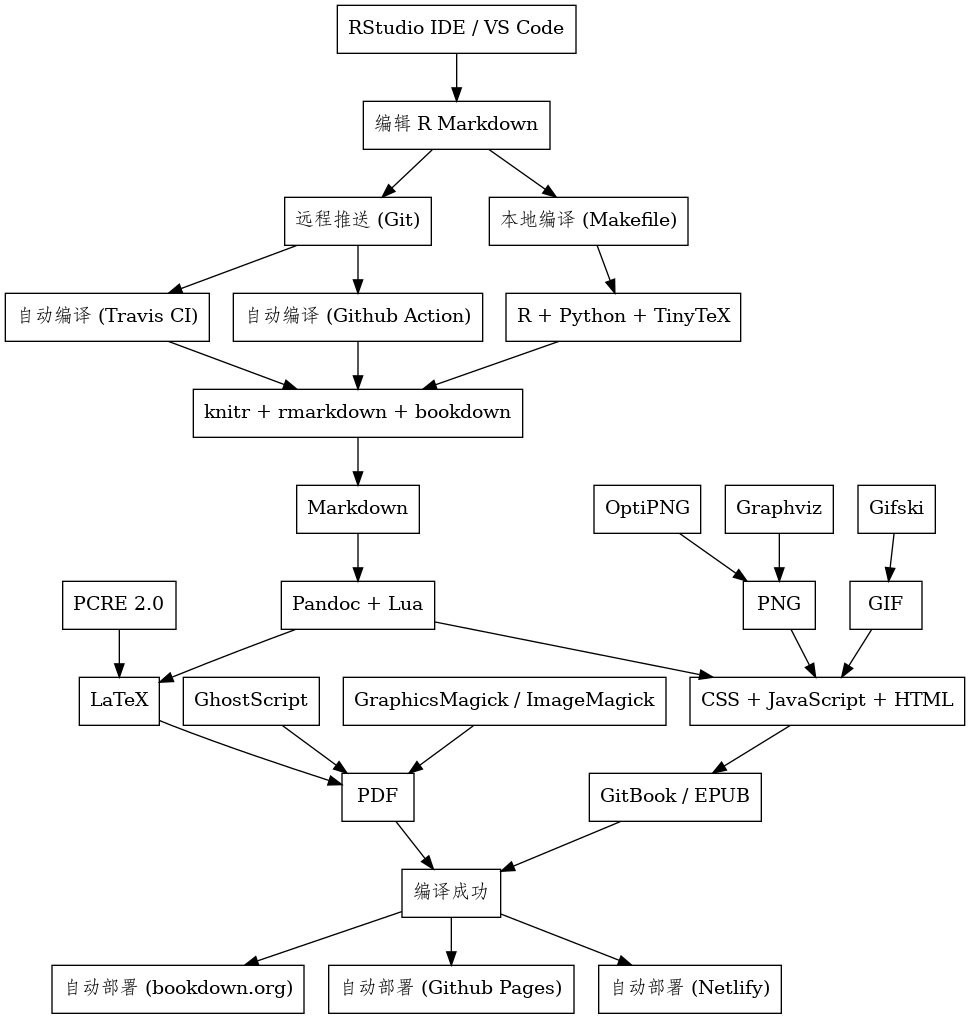 RStudio IDE / VS Code
编辑 R Markdown
远程推送 (Git)
本地编译 (Makefile)
自动编译 (Travis CI)
自动编译 (Github Action)
R + Python + TinyTeX
knitr + rmarkdown + bookdown
Markdown
OptiPNG
Graphviz
Gifski
PCRE 2.0
Pandoc + Lua
PNG
GIF
LaTeX
GhostScript
GraphicsMagick / ImageMagick
CSS + JavaScript + HTML
PDF
GitBook / EPUB
编译成功
自动部署 (bookdown.org)
自动部署 (Github Pages)
自动部署 (Netlify)